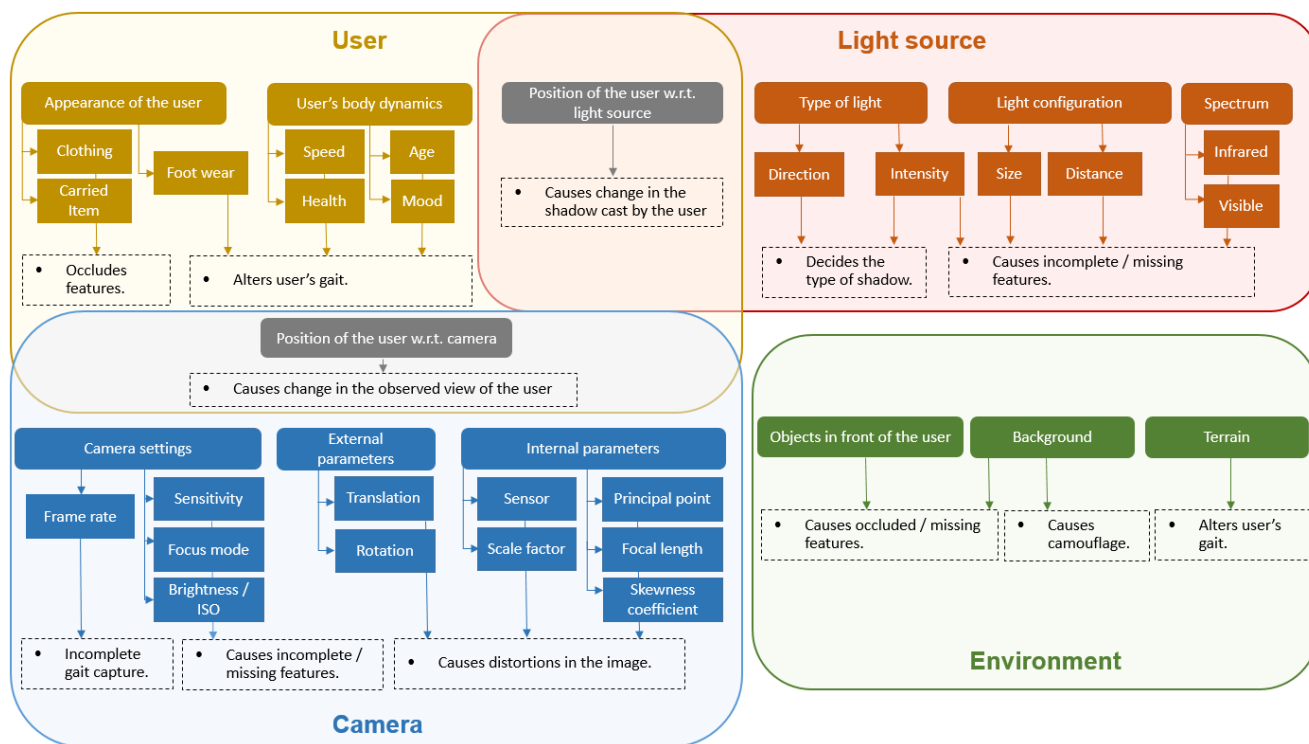 User
Appearance of the user
Clothing
Carried
Item
Foot wear
• Occludes
features.
User's body dynamics
Speed
Health
Age
Mood
• Alters user's gait.
Position of the user w.r.t.
light source
• Causes change in the
shadow cast by the user
Light source
Type of light
Direction
Intensity
• Decides the
type of shadow.
Light configuration
Size
Distance
Spectrum
Infrared
Visible
• Causes incomplete / missing
features.
Position of the user w.r.t. camera
• Causes change in the observed view of the user
Camera settings
Frame rate
Sensitivity
Focus mode
Brightness /
ISO
• Incomplete
gait capture.
• Causes incomplete /
missing features.
External
parameters
Translation
Rotation
Internal parameters
Sensor
Scale factor
Principal point
Focal length
Skewness
coefficient
• Causes distortions in the image.
Camera
Objects in front of the user
Background
Terrain
• Causes occluded / missing
features.
• Causes
camouflage.
• Alters user's
gait.
Environment